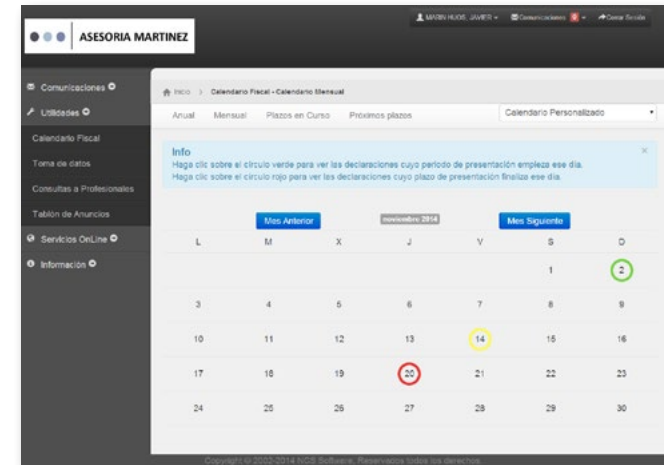 ASESORIA MARTINEZ
MARIN HIJOS, JAVIER
Comunicaciones
Cerrar Sesión
Comunicaciones
Utilidades
Calendario Fiscal
Toma de datos
Consultas a Profesionales
Tablón de Anuncios
Servicios OnLine
Información
Inicio > Calendario Fiscal - Calendario Mensual
Anual Mensual Plazos en Curso Próximos plazos Calendario Personalizado
Info ×
Haga clic sobre el círculo verde para ver las declaraciones cuyo periodo de presentación empieza ese día.
Haga clic sobre el círculo rojo para ver las declaraciones cuyo plazo de presentación finaliza ese día.
Mes Anterior noviembre 2014 Mes Siguiente
L M X J V S D
1 2
3 4 5 6 7 8 9
10 11 12 13 14 15 16
17 18 19 20 21 22 23
24 25 26 27 28 29 30
Copyright © 2002-2014 NCS Software. Reservados todos los derechos.